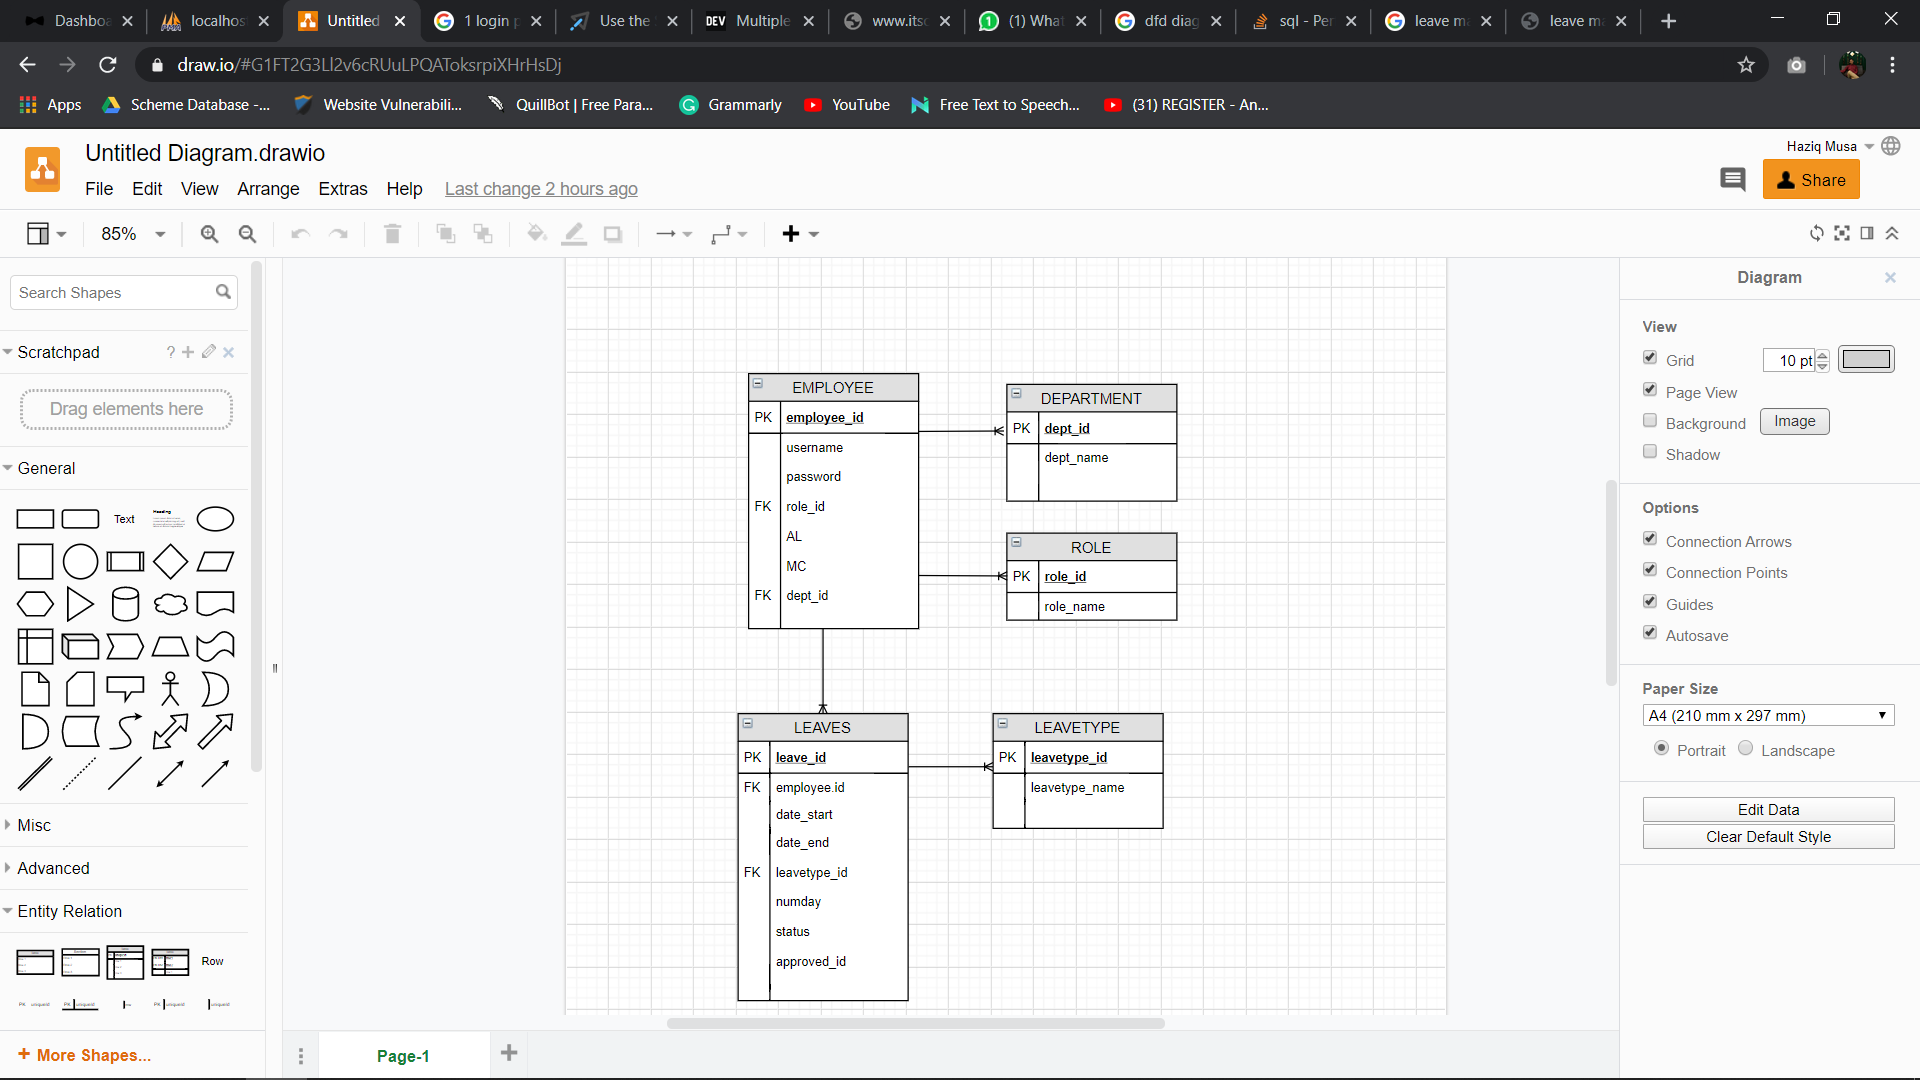 Dashboa
localhos
Untitled
1 login p
Use the
DEV Multiple
www.itso
(1) What
dfd diag
sql - Per
leave ma
leave ma
draw.io/#G1FT2G3Ll2v6cRUuLPQAToksrpiXHrHsDj
Apps
Scheme Database -...
Website Vulnerabili...
QuillBot | Free Para...
Grammarly
YouTube
Free Text to Speech...
(31) REGISTER - An...
Untitled Diagram.drawio
Haziq Musa
File Edit View Arrange Extras Help Last change 2 hours ago
Share
85%
Search Shapes
Scratchpad
?
Drag elements here
General
Text
Heading
Misc
Advanced
Entity Relation
Row
More Shapes...
EMPLOYEE
PK employee_id
username
password
FK role_id
AL
MC
FK dept_id
DEPARTMENT
PK dept_id
dept_name
ROLE
PK role_id
role_name
LEAVES
PK leave_id
FK employee.id
date_start
date_end
FK leavetype_id
numday
status
approved_id
LEAVETYPE
PK leavetype_id
leavetype_name
Page-1
Diagram
View
Grid
10 pt
Page View
Background
Image
Shadow
Options
Connection Arrows
Connection Points
Guides
Autosave
Paper Size
A4 (210 mm x 297 mm)
Portrait Landscape
Edit Data
Clear Default Style